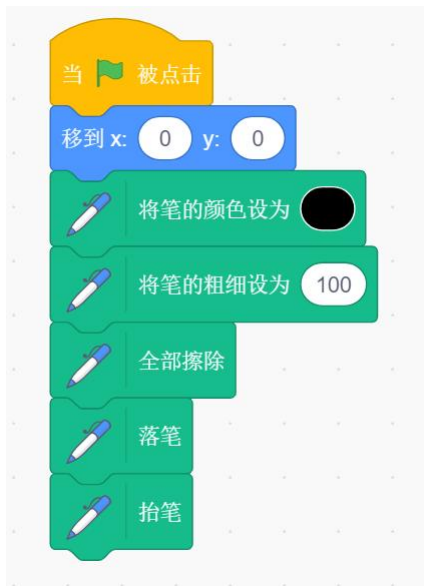 当 被点击
移到 x: 0 y: 0
将笔的颜色设为
将笔的粗细设为 100
全部擦除
落笔
抬笔